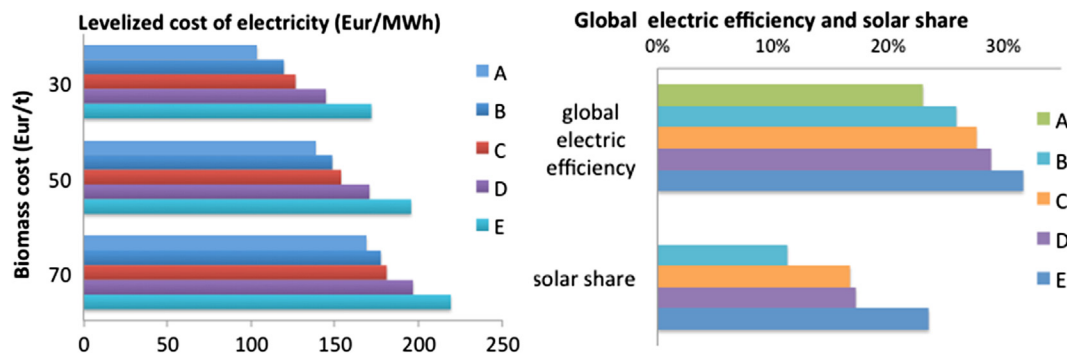 Levelized cost of electricity (Eur/MWh)
Biomass cost (Eur/t)
30
50
70
0 50 100 150 200 250
A
B
C
D
E
Global electric efficiency and solar share
0% 10% 20% 30%
global
electric
efficiency
solar share
A
B
C
D
E